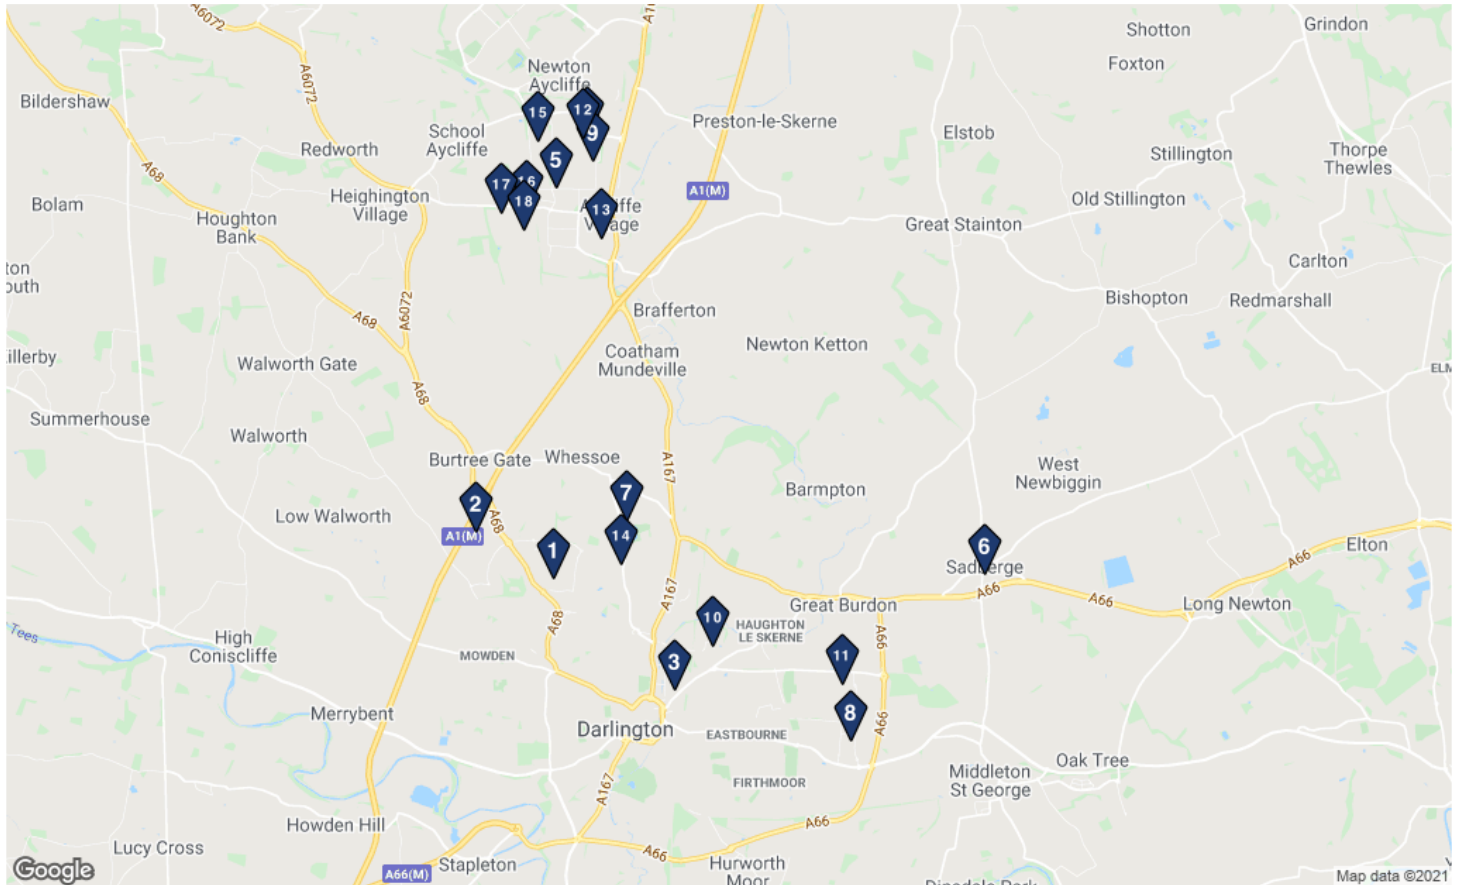 A6072
A10
Grindon
Shotton
Foxton
Newton
Aycliffe
Bildershaw
A6072
15
12
9
Preston-le-Skerne
Elstob
School
Aycliffe
Redworth
5
Stillington
Thorpe
Thewles
A68
17
16
18
A1(M)
Heighington
Village
Bolam
Houghton
Bank
13
Old Stillington
Great Stainton
Carlton
A6072
A68
Brafferton
Bishopton
Redmarshall
Newton Ketton
Coatham
Mundeville
Walworth Gate
A68
Summerhouse
Walworth
Burtree Gate
Whessoe
A167
West
Newbiggin
7
Barmpton
2
Low Walworth
A68
A1(M)
14
1
6
Sadberge
Elton
A66
A66
A66
Long Newton
A167
Great Burdon
10
HAUGHTON
LE SKERNE
A68
A66
Tees
High
Coniscliffe
MOWDEN
3
11
Merrybent
8
Darlington
EASTBOURNE
A66
Oak Tree
Middleton
St George
FIRTHMOOR
A167
Howden Hill
A66
Lucy Cross
A66
Stapleton
A66(M)
Hurworth
Moor
Google
Map data ©2021